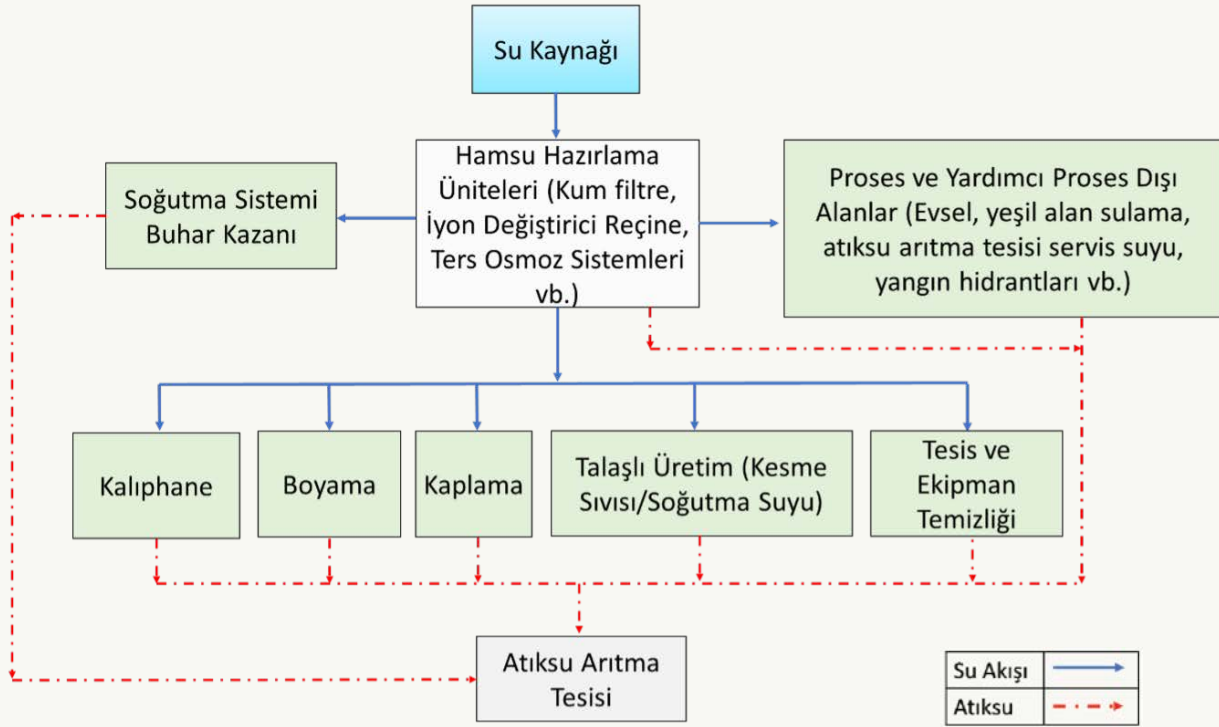 Su Kaynağı
Hamsu Hazırlama
Üniteleri (Kum filtre,
İyon Değiştirici Reçine,
Ters Osmoz Sistemleri
vb.)
Soğutma Sistemi
Buhar Kazanı
Proses ve Yardımcı Proses Dışı
Alanlar (Evsel, yeşil alan sulama,
atıksu arıtma tesisi servis suyu,
yangın hidrantları vb.)
Kalıphane
Boyama
Kaplama
Talaşlı Üretim (Kesme
Sıvısı/Soğutma Suyu)
Tesis ve
Ekipman
Temizliği
Atıksu Arıtma
Tesisi
Su Akışı
Atıksu